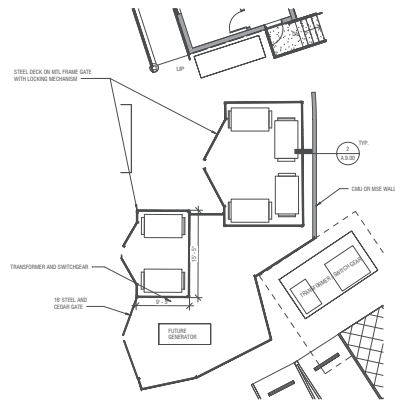 UP
STEEL DECK ON MTL FRAME GATE
WITH LOCKING MECHANISM
TYP.
2
A.9.00
CMU OR MSE WALL
15'- 5"
TRANSFORMER AND SWITCHGEAR
9' - 5"
16' STEEL AND
CEDAR GATE
FUTURE
GENERATOR
TRANSFORMER
SWITCH GEAR